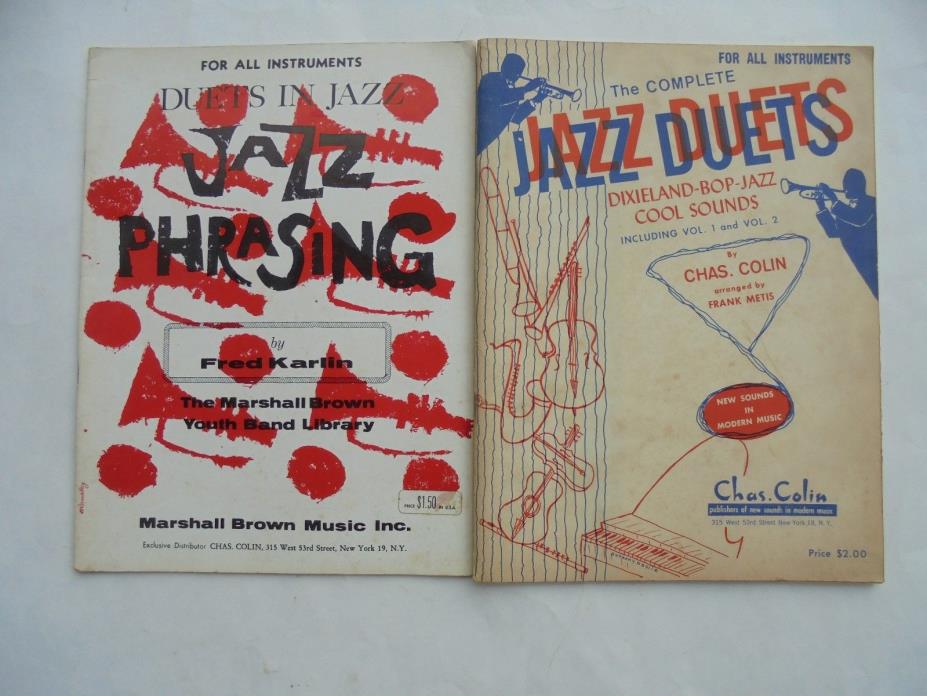 FOR ALL INSTRUMENTS
DUETS IN JAZZ
JAZZ
PHRASING
by
Fred Karlin
The Marshall Brown
Youth Band Library
PRICE $1.50 IN U.S.A.
Marshall Brown Music Inc.
Exclusive Distributor CHAS. COLIN, 315 West 53rd Street, New York 19, N.Y.
FOR ALL INSTRUMENTS
The COMPLETE
JAZZ DUETS
JAZZ DUETS
DIXIELAND-BOP-JAZZ
COOL SOUNDS
INCLUDING VOL. 1 and VOL. 2
By
CHAS. COLIN
arranged by
FRANK METIS
NEW SOUNDS
IN
MODERN MUSIC
Chas. Colin
publishers of new sounds in modern music
315 West 53rd Street New York, 19, N. Y.
Price $2.00